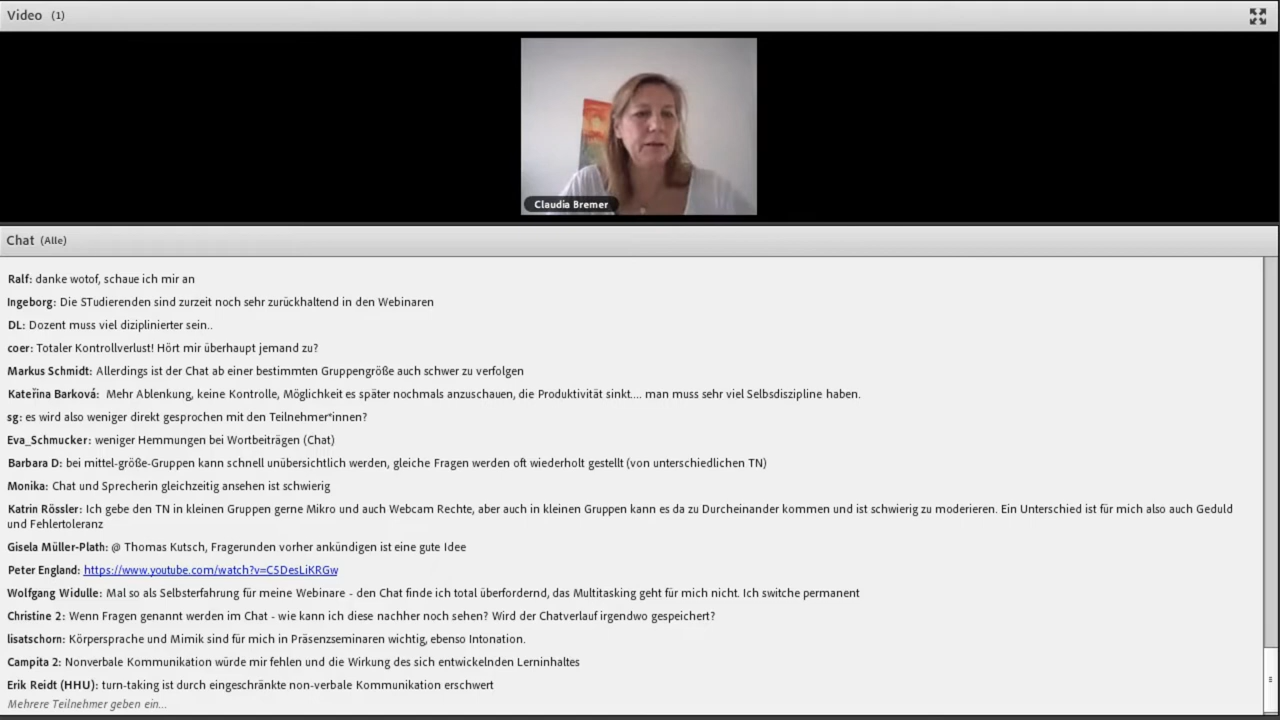 Video (1)
Claudia Bremer
Chat (Alle)
Ralf: danke wotof, schaue ich mir an
Ingeborg: Die STudierenden sind zurzeit noch sehr zurückhaltend in den Webinaren
DL: Dozent muss viel diziplinierter sein..
coer: Totaler Kontrollverlust! Hört mir überhaupt jemand zu?
Markus Schmidt: Allerdings ist der Chat ab einer bestimmten Gruppengröße auch schwer zu verfolgen
Kateřina Barková: Mehr Ablenkung, keine Kontrolle, Möglichkeit es später nochmals anzuschauen, die Produktivität sinkt.... man muss sehr viel Selbsdiszipline haben.
sg: es wird also weniger direkt gesprochen mit den Teilnehmer*innen?
Eva_Schmucker: weniger Hemmungen bei Wortbeiträgen (Chat)
Barbara D: bei mittel-größe-Gruppen kann schnell unübersichtlich werden, gleiche Fragen werden oft wiederholt gestellt (von unterschiedlichen TN)
Monika: Chat und Sprecherin gleichzeitig ansehen ist schwierig
Katrin Rössler: Ich gebe den TN in kleinen Gruppen gerne Mikro und auch Webcam Rechte, aber auch in kleinen Gruppen kann es da zu Durcheinander kommen und ist schwierig zu moderieren. Ein Unterschied ist für mich also auch Geduld
und Fehlertoleranz
Gisela Müller-Plath: @ Thomas Kutsch, Fragerunden vorher ankündigen ist eine gute Idee
Peter England: https://www.youtube.com/watch?v=C5DesLiKRGw
Wolfgang Widulle: Mal so als Selbsterfahrung für meine Webinare - den Chat finde ich total überfordernd, das Multitasking geht für mich nicht. Ich switche permanent
Christine 2: Wenn Fragen genannt werden im Chat - wie kann ich diese nachher noch sehen? Wird der Chatverlauf irgendwo gespeichert?
lisatschorn: Körpersprache und Mimik sind für mich in Präsenzseminaren wichtig, ebenso Intonation.
Campita 2: Nonverbale Kommunikation würde mir fehlen und die Wirkung des sich entwickelnden Lerninhaltes
Erik Reidt (HHU): turn-taking ist durch eingeschränkte non-verbale Kommunikation erschwert
Mehrere Teilnehmer geben ein...